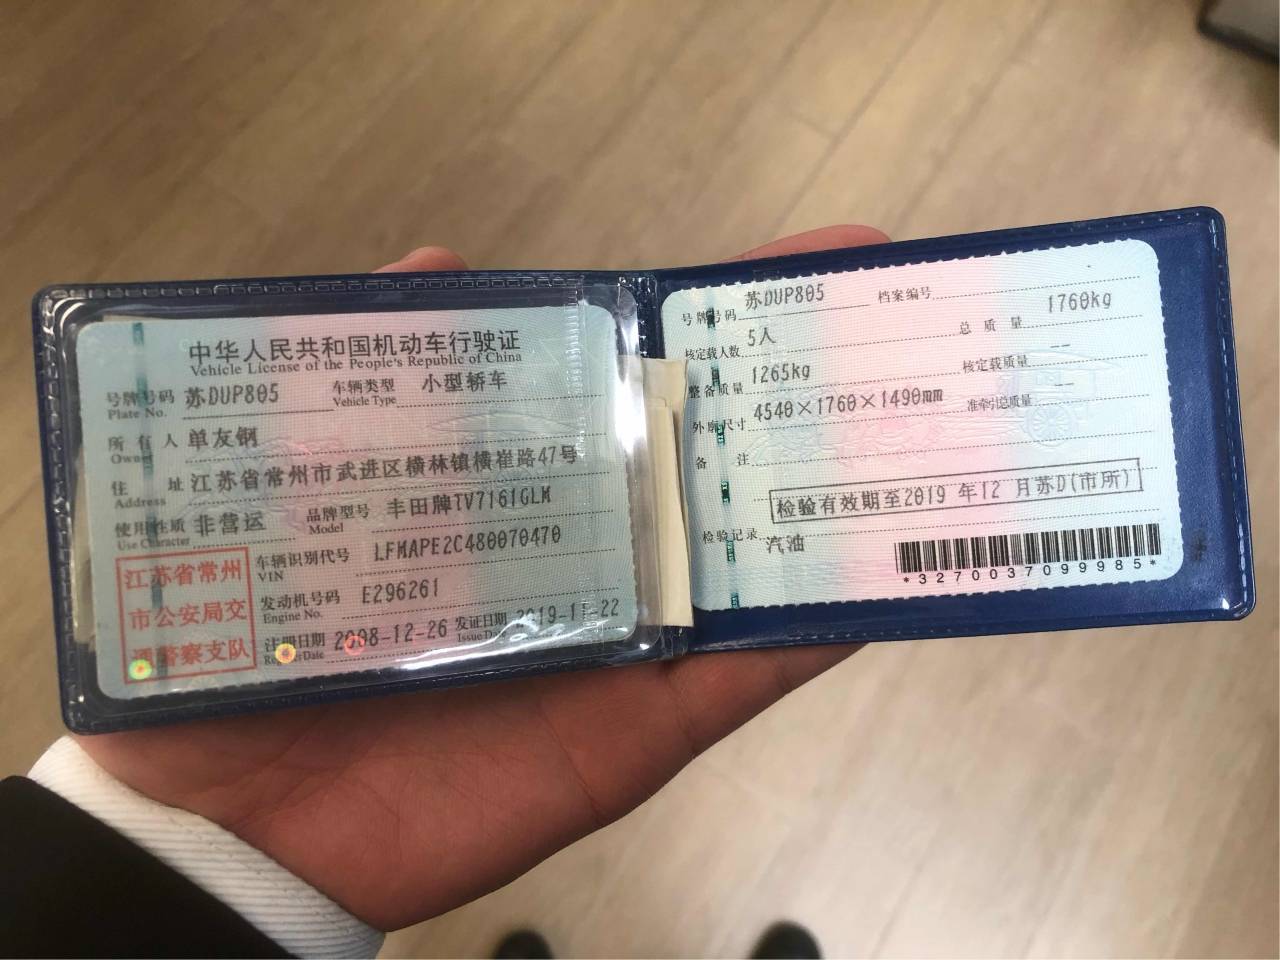 中华人民共和国机动车行驶证
Vehicle License of the People's Republic of China
号牌号码 苏DUP805 车辆类型 小型轿车
Plate No. Vehicle Type
所有人 单友钢
Owner
住址 江苏省常州市武进区横林镇横崔路47号
Address
使用性质 非营运 品牌型号 丰田牌TV7161GLM
Use Character Model
江苏省常州
市公安局交
通警察支队
车辆识别代号 LFMAPE2C480070470
VIN
发动机号码 E296261
Engine No.
注册日期 2008-12-26 发证日期 2019-11-22
Register Date Issue Date
号牌号码 苏DUP805 档案编号
核定载人数 5人 总质量 1760kg
整备质量 1265kg 核定载质量 --
外廓尺寸 4540×1760×1490mm 准牵引总质量 --
备注
检验有效期至2019 年12 月苏D(市所)
检验记录
汽油
*3270037099985*